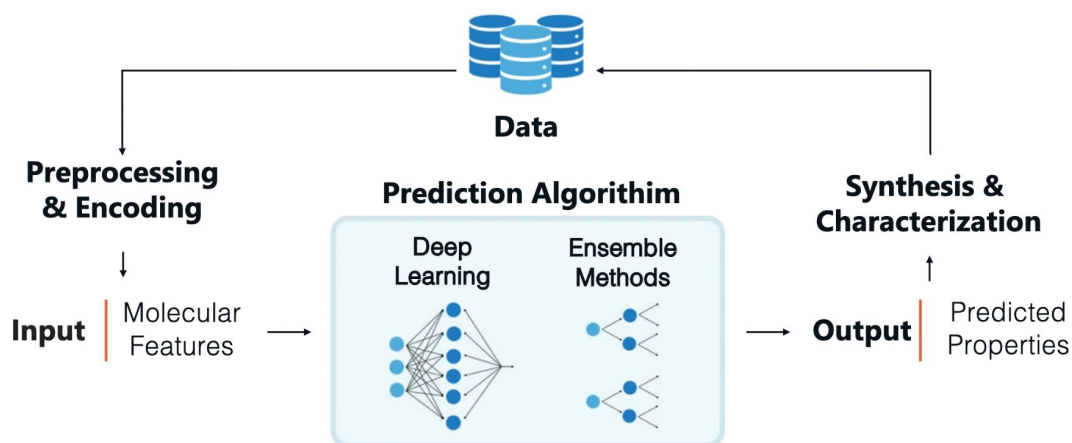 Data
Preprocessing
& Encoding
Prediction Algorithim
Synthesis &
Characterization
Deep
Learning
Ensemble
Methods
Input
Molecular
Features
Output
Predicted
Properties